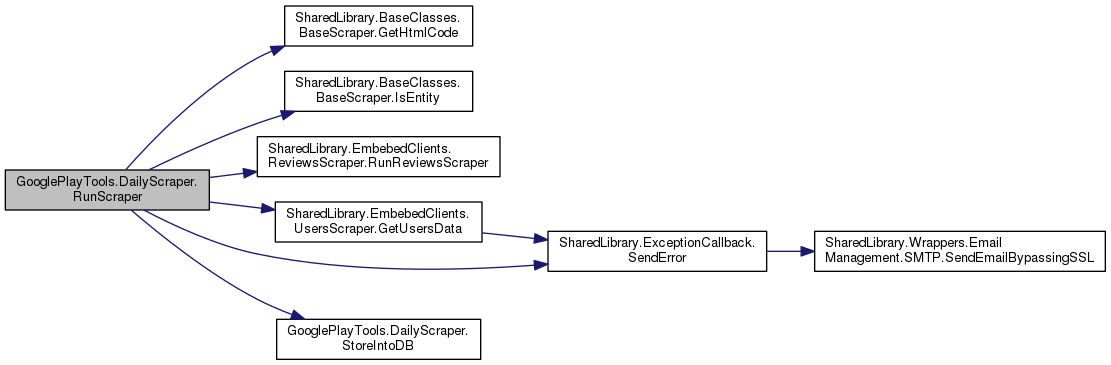 SharedLibrary.BaseClasses.
BaseScraper.GetHtmlCode
SharedLibrary.BaseClasses.
BaseScraper.IsEntity
SharedLibrary.EmbebedClients.
ReviewsScraper.RunReviewsScraper
GooglePlayTools.DailyScraper.
RunScraper
SharedLibrary.EmbebedClients.
UsersScraper.GetUsersData
SharedLibrary.ExceptionCallback.
SendError
SharedLibrary.Wrappers.Email
Management.SMTP.SendEmailBypassingSSL
GooglePlayTools.DailyScraper.
StoreIntoDB